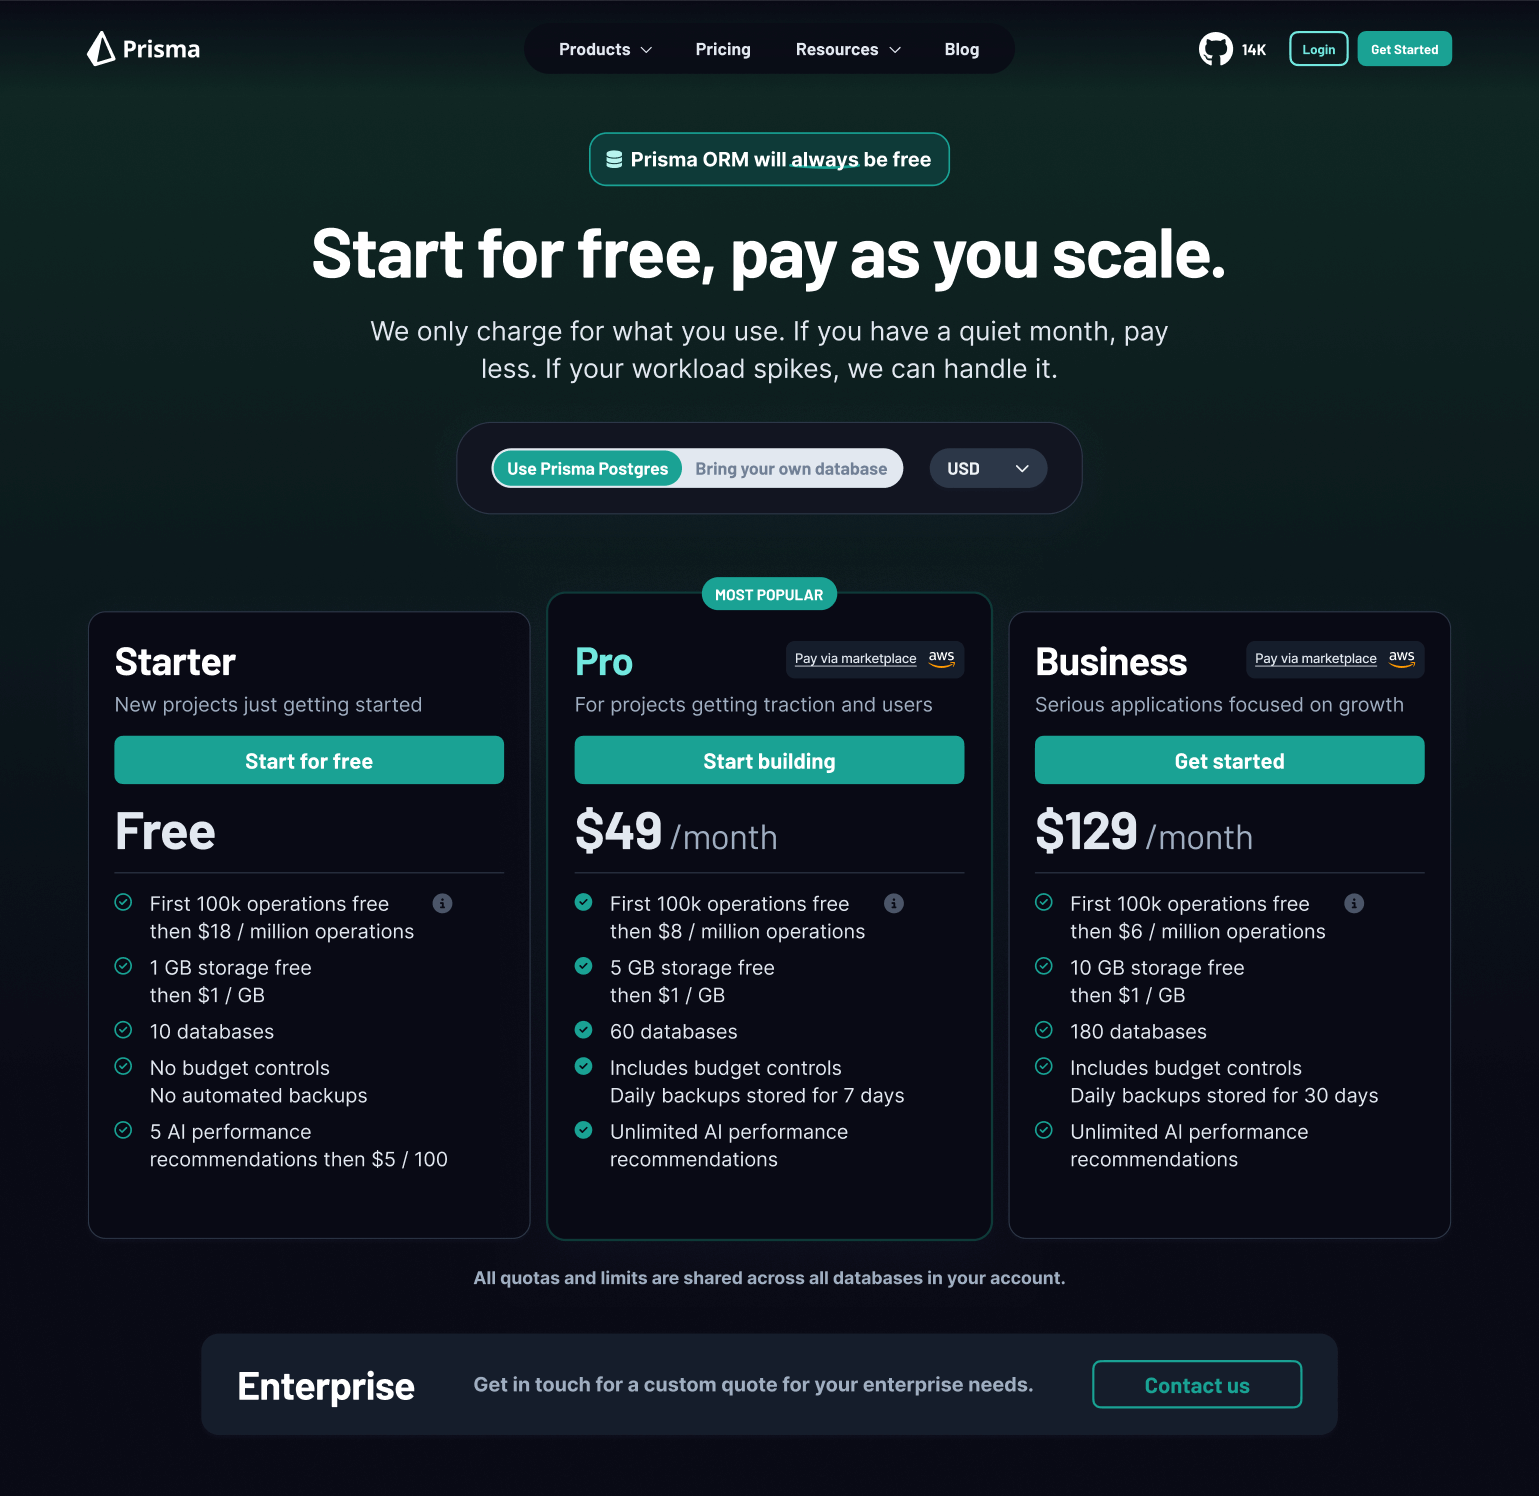 Prisma
Products
Pricing
Resources
Blog
14K
Login
Get Started
Prisma ORM will always be free
Start for free, pay as you scale.
We only charge for what you use. If you have a quiet month, pay
less. If your workload spikes, we can handle it.
Use Prisma Postgres
Bring your own database
USD
Starter
New projects just getting started
Start for free
Free
First 100k operations free
then $18 / million operations
1 GB storage free
then $1 / GB
10 databases
No budget controls
No automated backups
5 AI performance
recommendations then $5 / 100
MOST POPULAR
Pro
Pay via marketplace
aws
For projects getting traction and users
Start building
$49 /month
First 100k operations free
then $8 / million operations
5 GB storage free
then $1 / GB
60 databases
Includes budget controls
Daily backups stored for 7 days
Unlimited AI performance
recommendations
Business
Pay via marketplace
aws
Serious applications focused on growth
Get started
$129 /month
First 100k operations free
then $6 / million operations
10 GB storage free
then $1 / GB
180 databases
Includes budget controls
Daily backups stored for 30 days
Unlimited AI performance
recommendations
All quotas and limits are shared across all databases in your account.
Enterprise
Get in touch for a custom quote for your enterprise needs.
Contact us